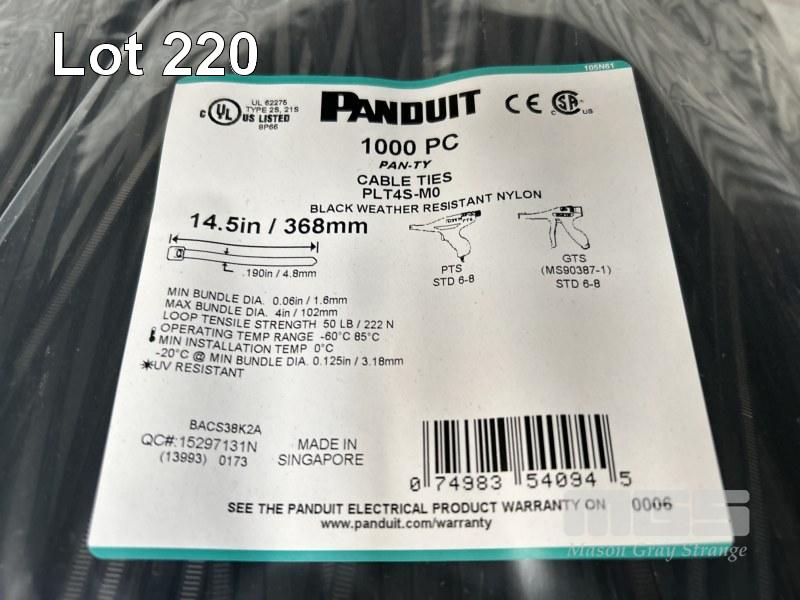 Lot 220
105N61
c UL US LISTED
UL 62275
TYPE 2S, 21S
8P66
PANDUIT
CE
c SA us
1000 PC
PAN-TY
CABLE TIES
PLT4S-M0
BLACK WEATHER RESISTANT NYLON
14.5in / 368mm
.190in / 4.8mm
PTS
STD 6-8
GTS
(MS90387-1)
STD 6-8
MIN BUNDLE DIA. 0.06in / 1.6mm
MAX BUNDLE DIA. 4in / 102mm
LOOP TENSILE STRENGTH 50 LB / 222 N
OPERATING TEMP RANGE -60°C 85°C
MIN INSTALLATION TEMP 0°C
-20°C @ MIN BUNDLE DIA. 0.125in / 3.18mm
UV RESISTANT
BACS38K2A
QC#:15297131N
(13993) 0173
MADE IN
SINGAPORE
0 74983 54094 5
SEE THE PANDUIT ELECTRICAL PRODUCT WARRANTY ON 0006
www.panduit.com/warranty
MGS
Mason Gray Strange